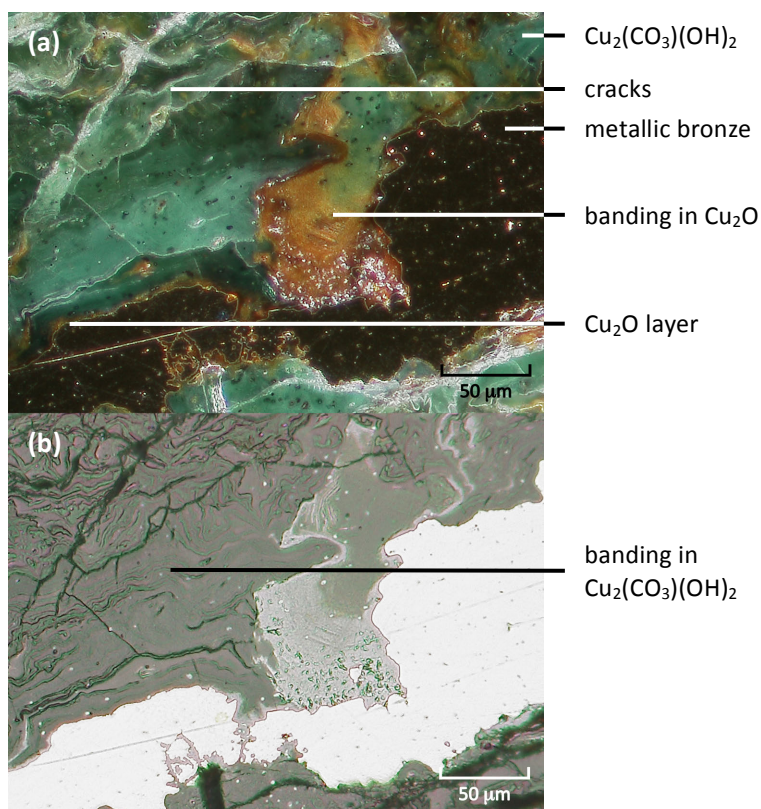 (a)
Cu₂(CO₃)(OH)₂
cracks
metallic bronze
banding in Cu₂O
Cu₂O layer
50 µm
(b)
banding in
Cu₂(CO₃)(OH)₂
50 µm